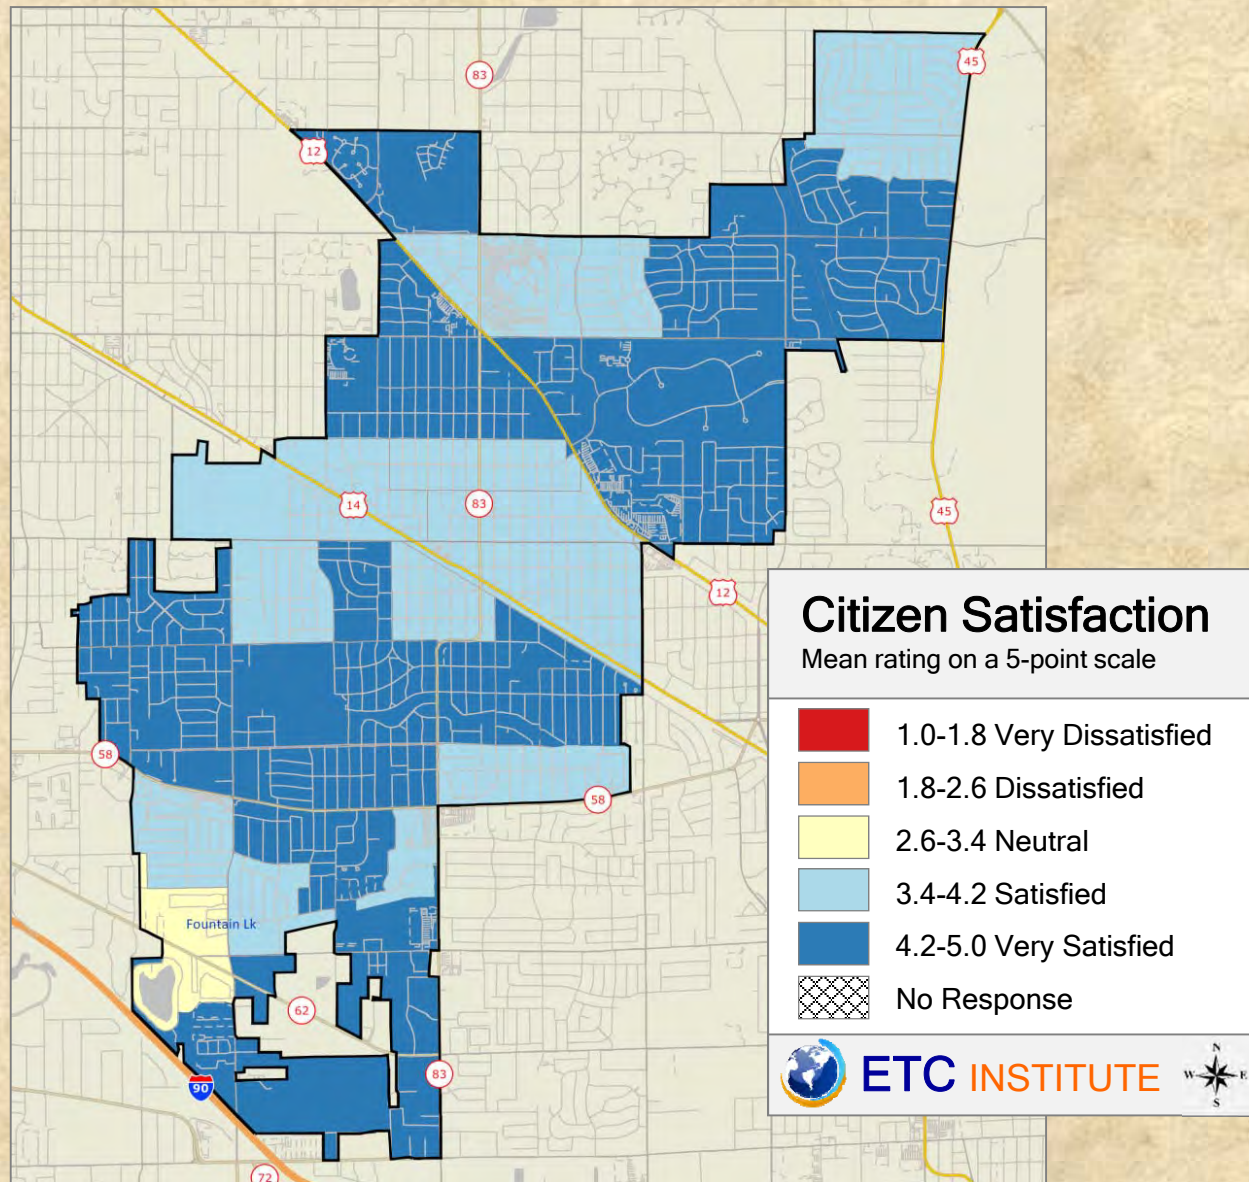 83
45
12
14
83
45
12
58
58
Fountain Lk
62
83
90
72
Citizen Satisfaction
Mean rating on a 5-point scale
1.0-1.8 Very Dissatisfied
1.8-2.6 Dissatisfied
2.6-3.4 Neutral
3.4-4.2 Satisfied
4.2-5.0 Very Satisfied
No Response
ETC INSTITUTE
N
W E
S